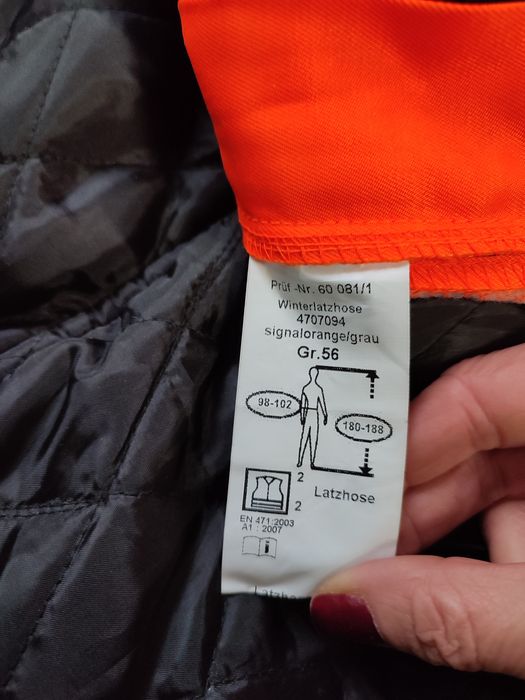 Prüf -Nr. 60 081/1
Winterlatzhose
4707094
signalorange/grau
Gr.56
98-102
180-188
2
Latzhose
2
EN 471:2003
A1 : 2007
i
Latzhose